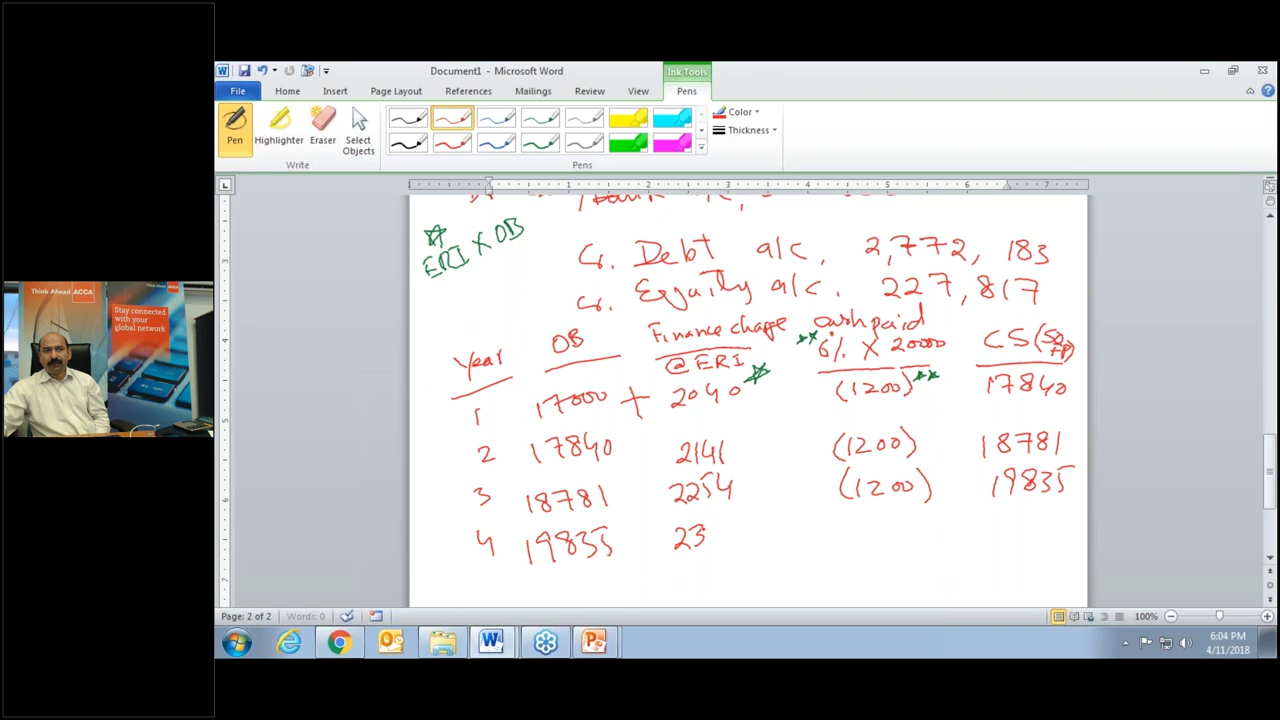 Document1 - Microsoft Word
Ink Tools
File Home Insert Page Layout References Mailings Review View Pens
Pen Highlighter Eraser Select Objects
Color
Thickness
Write Pens
☆
ERI X OB
Cr. Debt a/c, 2,772, 183
Cr. Equity a/c. 227,817
Year OB Finance charge @ERI cash paid **6% X 20000 CS (SOFP)
1 17000 + 2040☆ (1200)** 17840
2 17840 2141 (1200) 18781
3 18781 2254 (1200) 19835
4 19835 23
Think Ahead ACCA
ACCA
Stay connected with your global network
Page: 2 of 2 Words: 0 100%
6:04 PM
4/11/2018